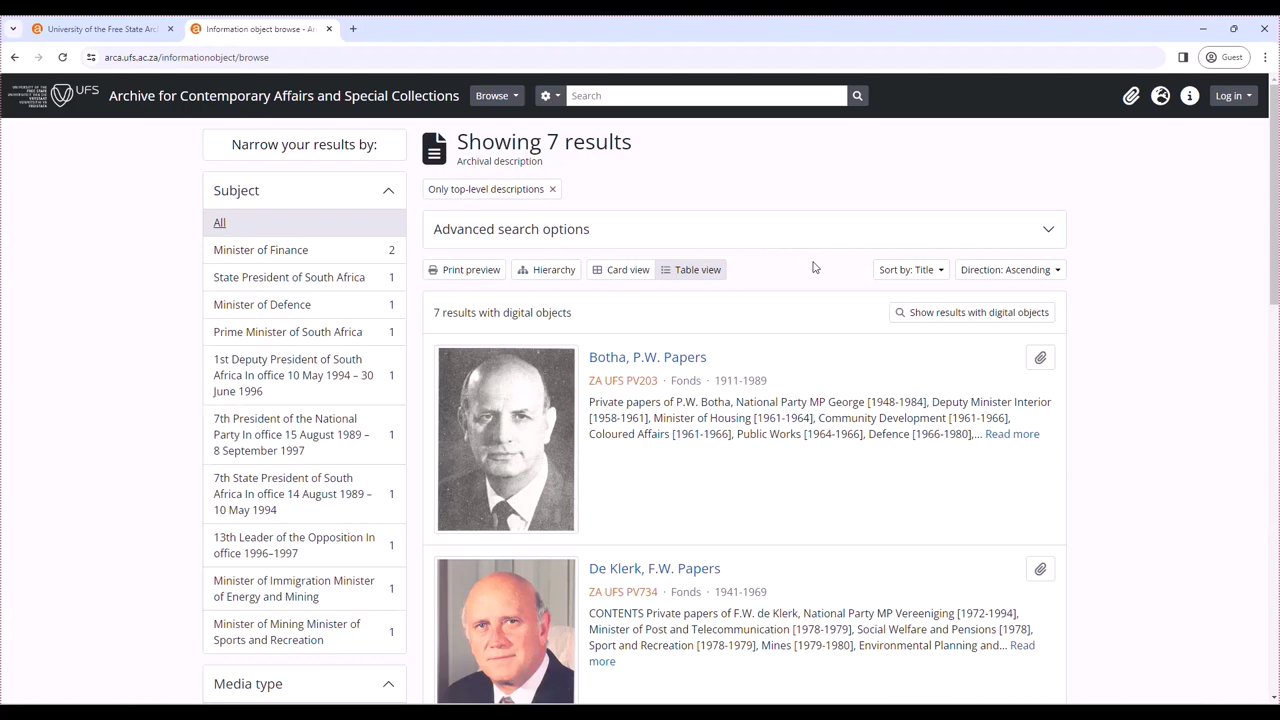 University of the Free State Arc
Information object browse - Ar
arca.ufs.ac.za/informationobject/browse
Guest
UNIVERSITY OF THE
UFS
Archive for Contemporary Affairs and Special Collections
Browse
Search
Log in
Narrow your results by:
Showing 7 results
Archival description
Only top-level descriptions
Subject
All
Minister of Finance 2
State President of South Africa 1
Minister of Defence 1
Prime Minister of South Africa 1
1st Deputy President of South
Africa In office 10 May 1994 – 30 1
June 1996
7th President of the National
Party In office 15 August 1989 – 1
8 September 1997
7th State President of South
Africa In office 14 August 1989 – 1
10 May 1994
13th Leader of the Opposition In
office 1996–1997 1
Minister of Immigration Minister
of Energy and Mining 1
Minister of Mining Minister of
Sports and Recreation 1
Media type
Advanced search options
Print preview Hierarchy Card view Table view Sort by: Title Direction: Ascending
7 results with digital objects Show results with digital objects
Botha, P.W. Papers
ZA UFS PV203 · Fonds · 1911-1989
Private papers of P.W. Botha, National Party MP George [1948-1984], Deputy Minister Interior
[1958-1961], Minister of Housing [1961-1964], Community Development [1961-1966],
Coloured Affairs [1961-1966], Public Works [1964-1966], Defence [1966-1980],... Read more
De Klerk, F.W. Papers
ZA UFS PV734 · Fonds · 1941-1969
CONTENTS Private papers of F.W. de Klerk, National Party MP Vereeniging [1972-1994],
Minister of Post and Telecommunication [1978-1979], Social Welfare and Pensions [1978],
Sport and Recreation [1978-1979], Mines [1979-1980], Environmental Planning and... Read
more